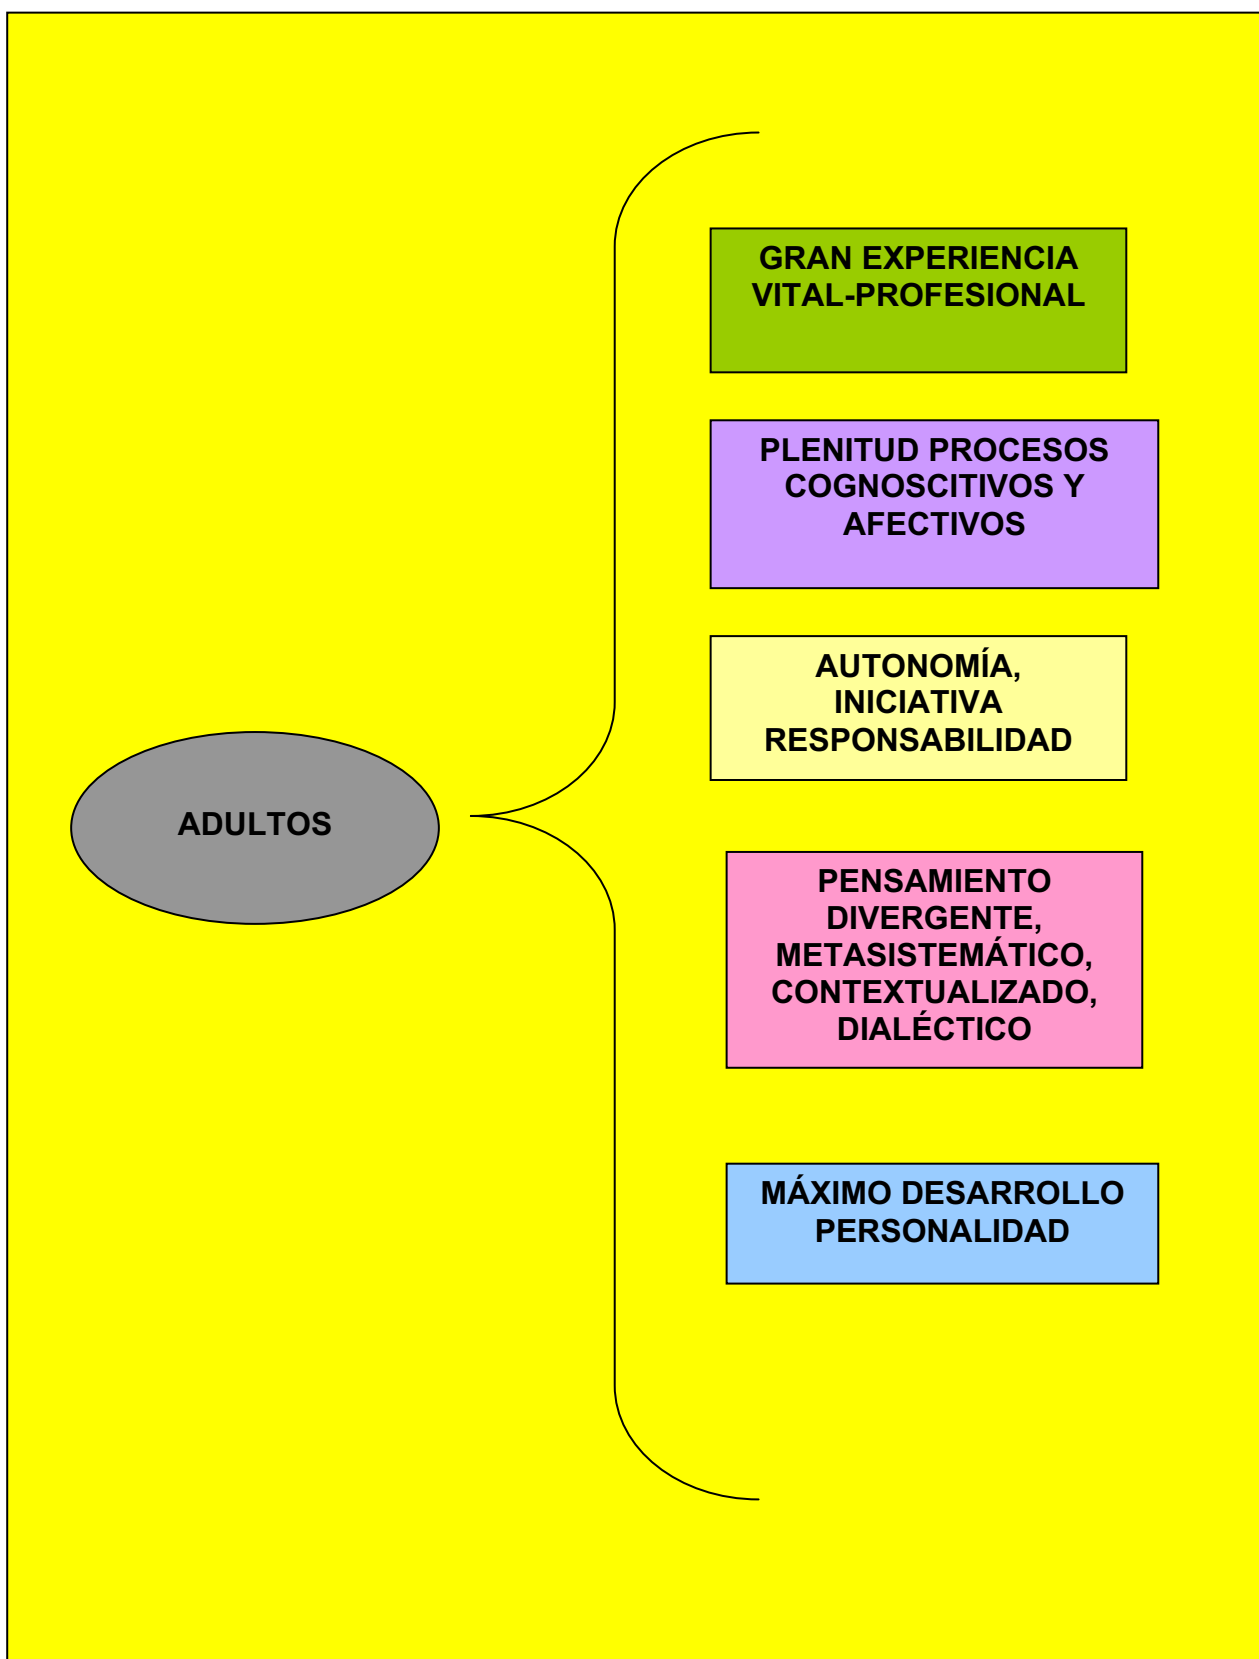 GRAN EXPERIENCIA
VITAL-PROFESIONAL
PLENITUD PROCESOS
COGNOSCITIVOS Y
AFECTIVOS
AUTONOMÍA,
INICIATIVA
RESPONSABILIDAD
ADULTOS
PENSAMIENTO
DIVERGENTE,
METASISTEMÁTICO,
CONTEXTUALIZADO,
DIALÉCTICO
MÁXIMO DESARROLLO
PERSONALIDAD